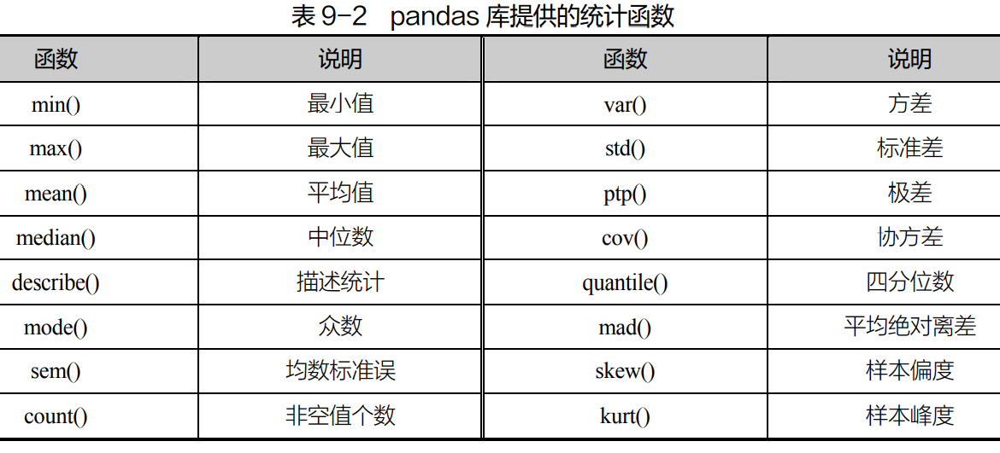 表 9-2 pandas 库提供的统计函数
函数 说明 函数 说明
min() 最小值 var() 方差
max() 最大值 std() 标准差
mean() 平均值 ptp() 极差
median() 中位数 cov() 协方差
describe() 描述统计 quantile() 四分位数
mode() 众数 mad() 平均绝对离差
sem() 均数标准误 skew() 样本偏度
count() 非空值个数 kurt() 样本峰度